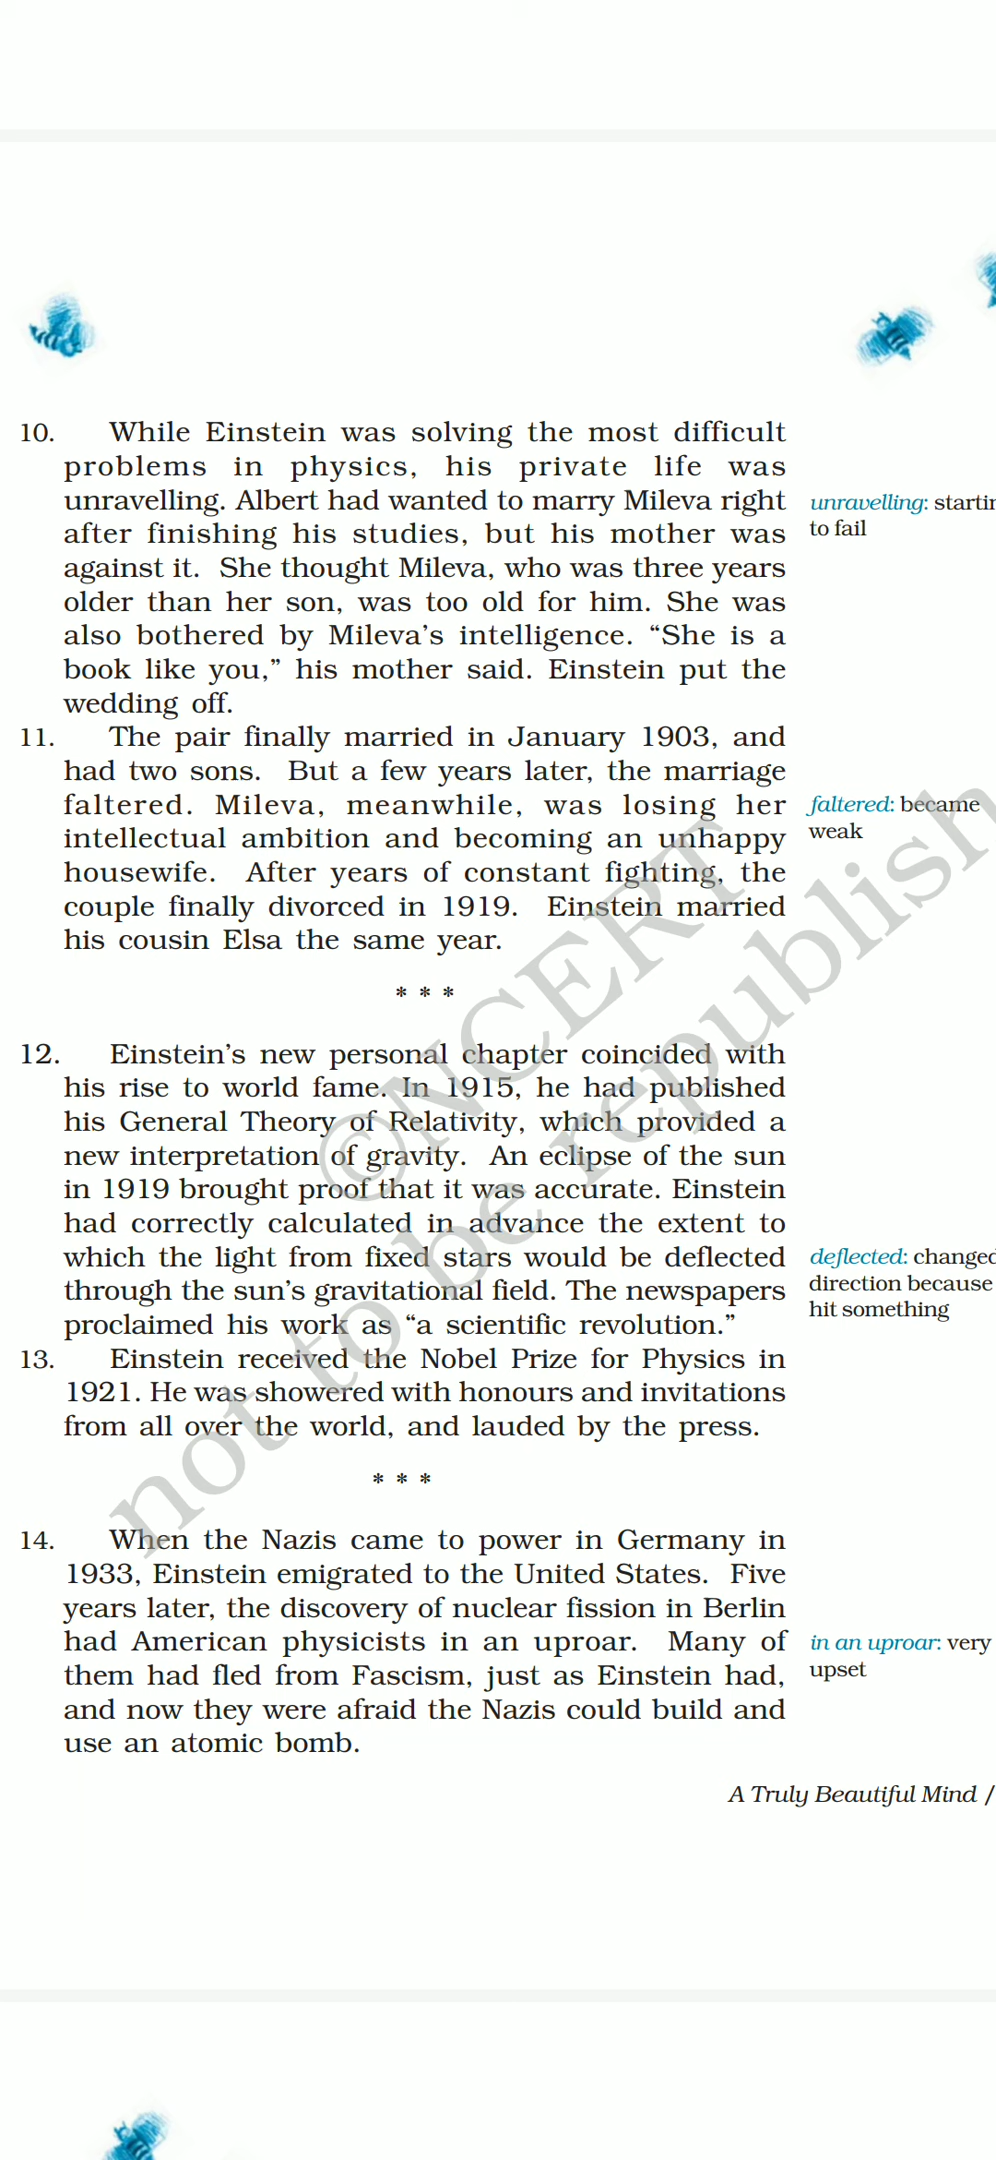 10. While Einstein was solving the most difficult
problems in physics, his private life was
unravelling. Albert had wanted to marry Mileva right
after finishing his studies, but his mother was
against it. She thought Mileva, who was three years
older than her son, was too old for him. She was
also bothered by Mileva’s intelligence. “She is a
book like you,” his mother said. Einstein put the
wedding off.
unravelling: startin
to fail
11. The pair finally married in January 1903, and
had two sons. But a few years later, the marriage
faltered. Mileva, meanwhile, was losing her
intellectual ambition and becoming an unhappy
housewife. After years of constant fighting, the
couple finally divorced in 1919. Einstein married
his cousin Elsa the same year.
faltered: became
weak
* * *
12. Einstein’s new personal chapter coincided with
his rise to world fame. In 1915, he had published
his General Theory of Relativity, which provided a
new interpretation of gravity. An eclipse of the sun
in 1919 brought proof that it was accurate. Einstein
had correctly calculated in advance the extent to
which the light from fixed stars would be deflected
through the sun’s gravitational field. The newspapers
proclaimed his work as “a scientific revolution.”
deflected: changed
direction because
hit something
13. Einstein received the Nobel Prize for Physics in
1921. He was showered with honours and invitations
from all over the world, and lauded by the press.
* * *
14. When the Nazis came to power in Germany in
1933, Einstein emigrated to the United States. Five
years later, the discovery of nuclear fission in Berlin
had American physicists in an uproar. Many of
them had fled from Fascism, just as Einstein had,
and now they were afraid the Nazis could build and
use an atomic bomb.
in an uproar: very
upset
A Truly Beautiful Mind /
©NCERT
not to be republish